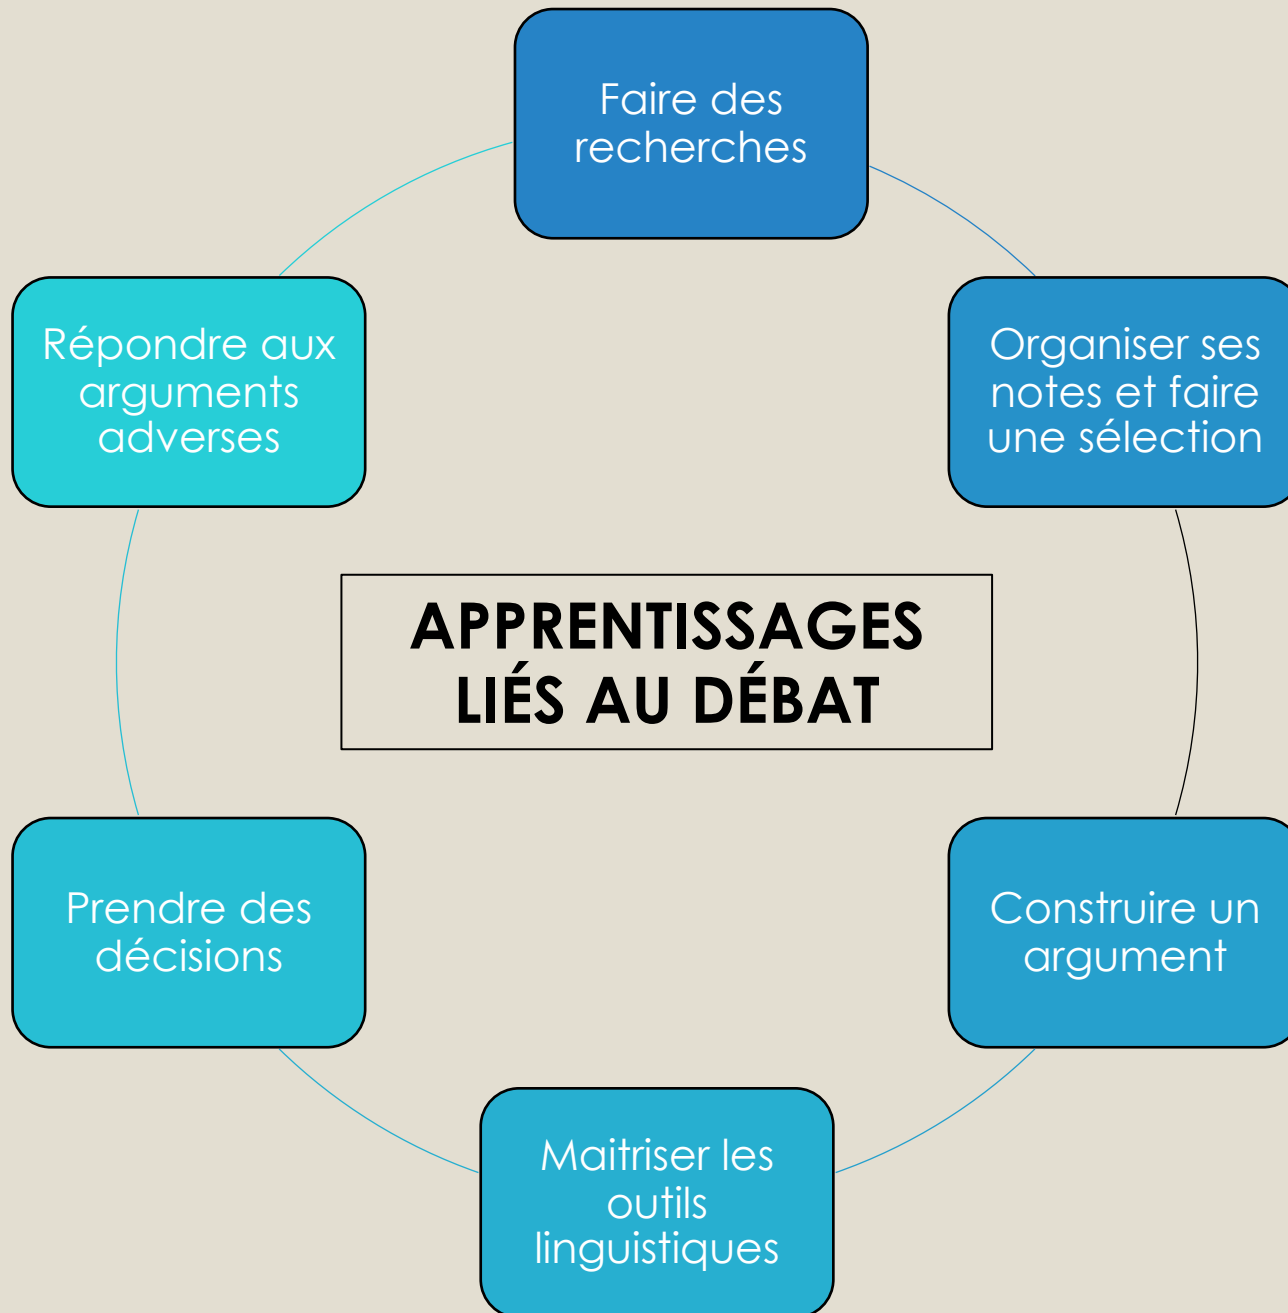 Faire des
recherches
Organiser ses
notes et faire
une sélection
Construire un
argument
Maitriser les
outils
linguistiques
Prendre des
décisions
Répondre aux
arguments
adverses
APPRENTISSAGES
LIÉS AU DÉBAT